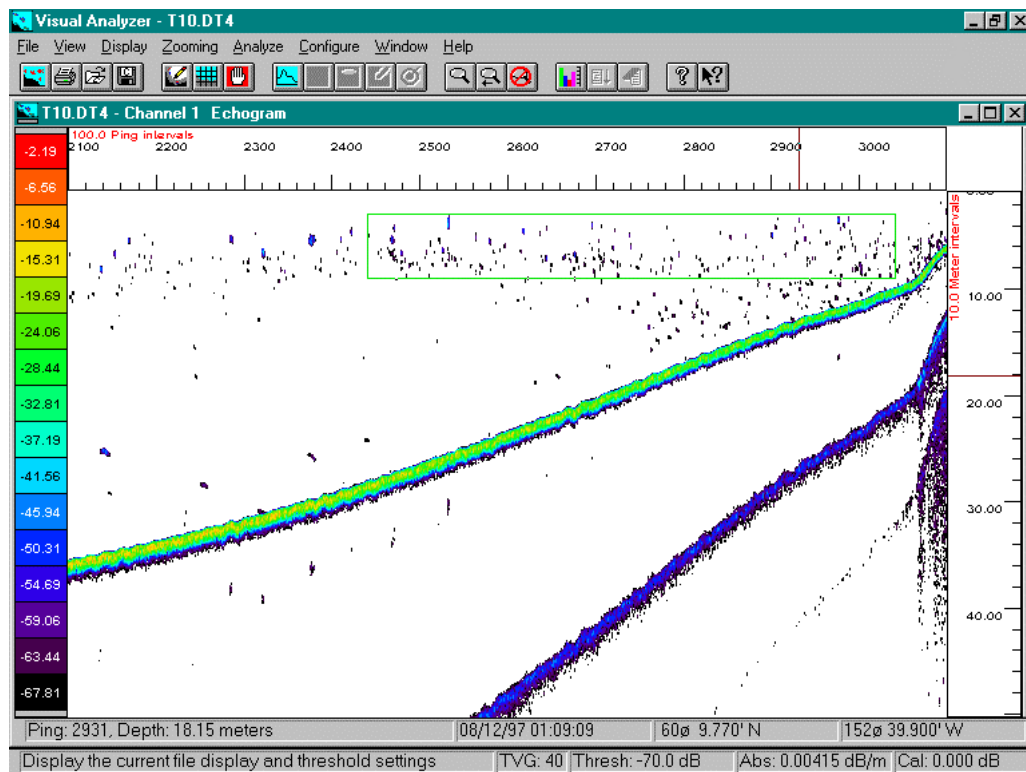 Visual Analyzer - T10.DT4
File View Display Zooming Analyze Configure Window Help
T10.DT4 - Channel 1 Echogram
100.0 Ping intervals
2100 2200 2300 2400 2500 2600 2700 2800 2900 3000
-2.19
-6.56
-10.94
-15.31
-19.69
-24.06
-28.44
-32.81
-37.19
-41.56
-45.94
-50.31
-54.69
-59.06
-63.44
-67.81
10.0 Meter intervals
0.00
10.00
20.00
30.00
40.00
Ping: 2931, Depth: 18.15 meters 08/12/97 01:09:09 60ø 9.770' N 152ø 39.900' W
Display the current file display and threshold settings TVG: 40 Thresh: -70.0 dB Abs: 0.00415 dB/m Cal: 0.000 dB